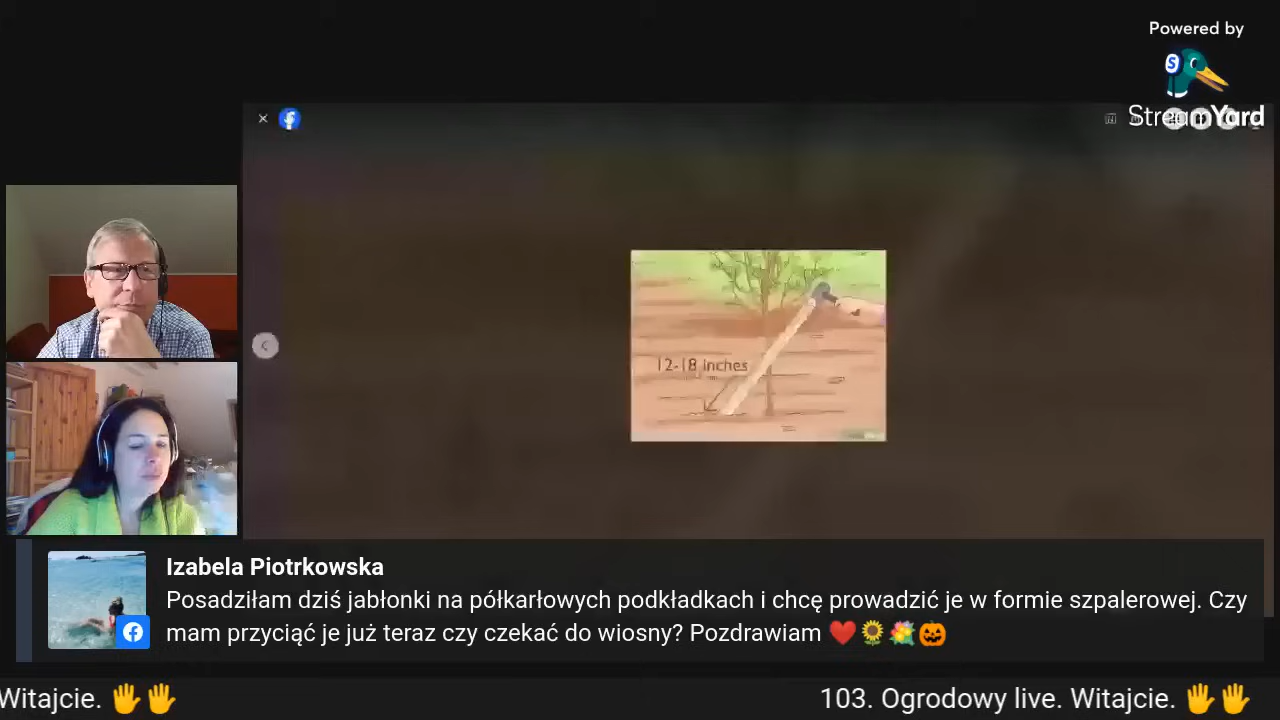 Powered by
StreamYard
12-18 inches
Izabela Piotrkowska
Posadziłam dziś jabłonki na półkarłowych podkładkach i chcę prowadzić je w formie szpalerowej. Czy
mam przyciąć je już teraz czy czekać do wiosny? Pozdrawiam ❤️🌻💐🎃
Witajcie. 🖐🖐 103. Ogrodowy live. Witajcie. 🖐🖐